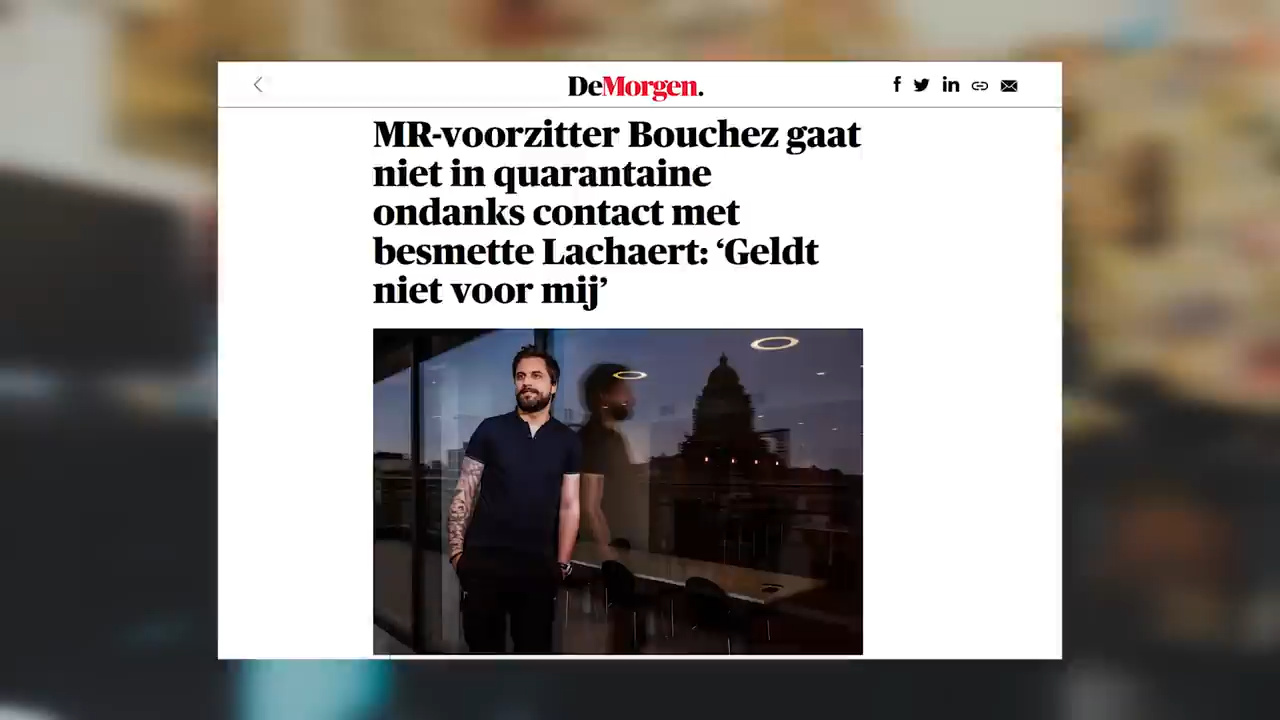 DeMorgen.
MR-voorzitter Bouchez gaat
niet in quarantaine
ondanks contact met
besmette Lachaert: ‘Geldt
niet voor mij’